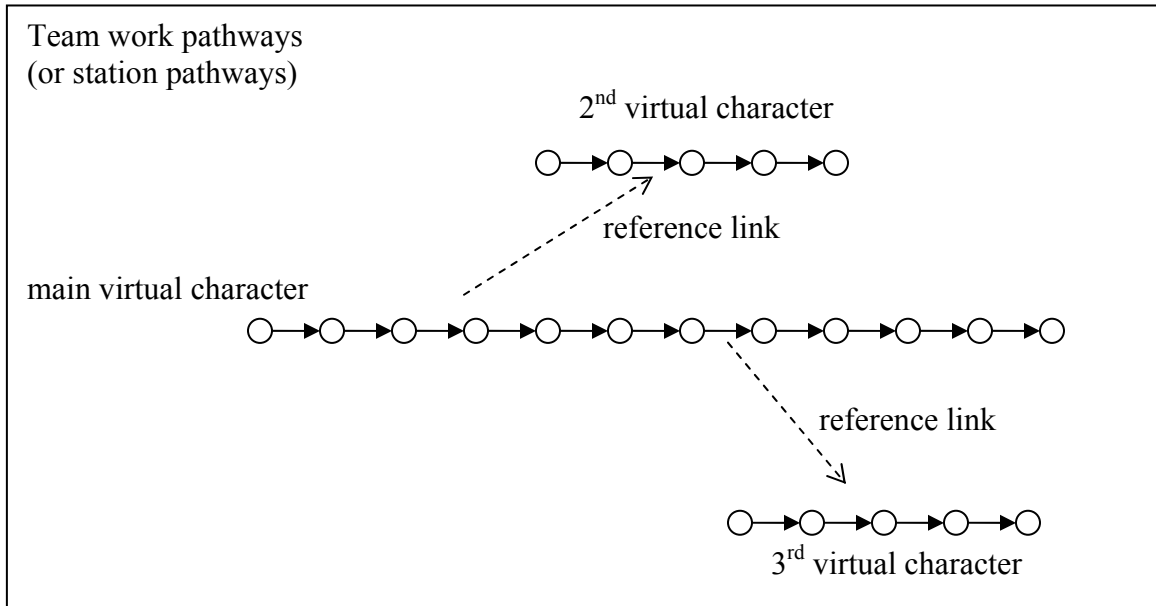 Team work pathways
(or station pathways)
2nd virtual character
reference link
main virtual character
reference link
3rd virtual character